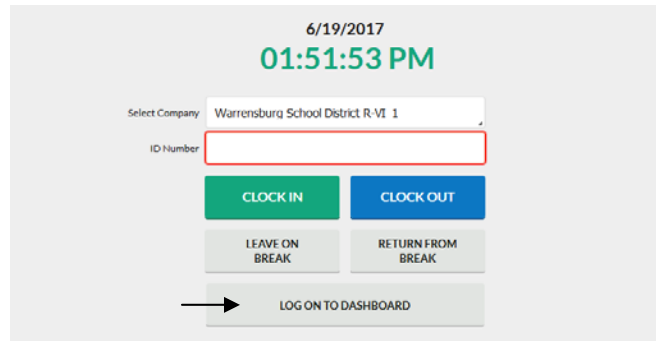 6/19/2017
01:51:53 PM
Select Company Warrensburg School District R-VI 1
ID Number
CLOCK IN CLOCK OUT
LEAVE ON RETURN FROM
BREAK BREAK
LOG ON TO DASHBOARD